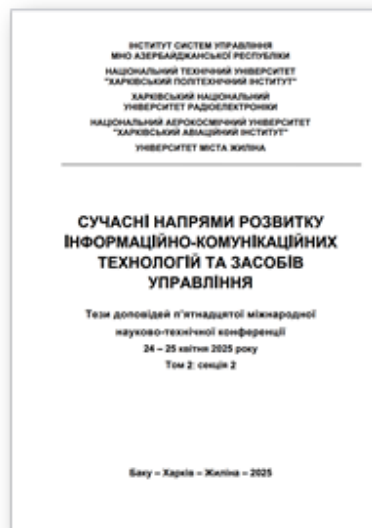 ІНСТИТУТ СИСТЕМ УПРАВЛІННЯ
МНО АЗЕРБАЙДЖАНСЬКОЇ РЕСПУБЛІКИ
НАЦІОНАЛЬНИЙ ТЕХНІЧНИЙ УНІВЕРСИТЕТ
"ХАРКІВСЬКИЙ ПОЛІТЕХНІЧНИЙ ІНСТИТУТ"
ХАРКІВСЬКИЙ НАЦІОНАЛЬНИЙ
УНІВЕРСИТЕТ РАДІОЕЛЕКТРОНІКИ
НАЦІОНАЛЬНИЙ АЕРОКОСМІЧНИЙ УНІВЕРСИТЕТ
"ХАРКІВСЬКИЙ АВІАЦІЙНИЙ ІНСТИТУТ"
УНІВЕРСИТЕТ МІСТА ЖИЛІНА
СУЧАСНІ НАПРЯМИ РОЗВИТКУ
ІНФОРМАЦІЙНО-КОМУНІКАЦІЙНИХ
ТЕХНОЛОГІЙ ТА ЗАСОБІВ
УПРАВЛІННЯ
Тези доповідей п'ятнадцятої міжнародної
науково-технічної конференції
24 – 25 квітня 2025 року
Том 2: секція 2
Баку – Харків – Жиліна – 2025